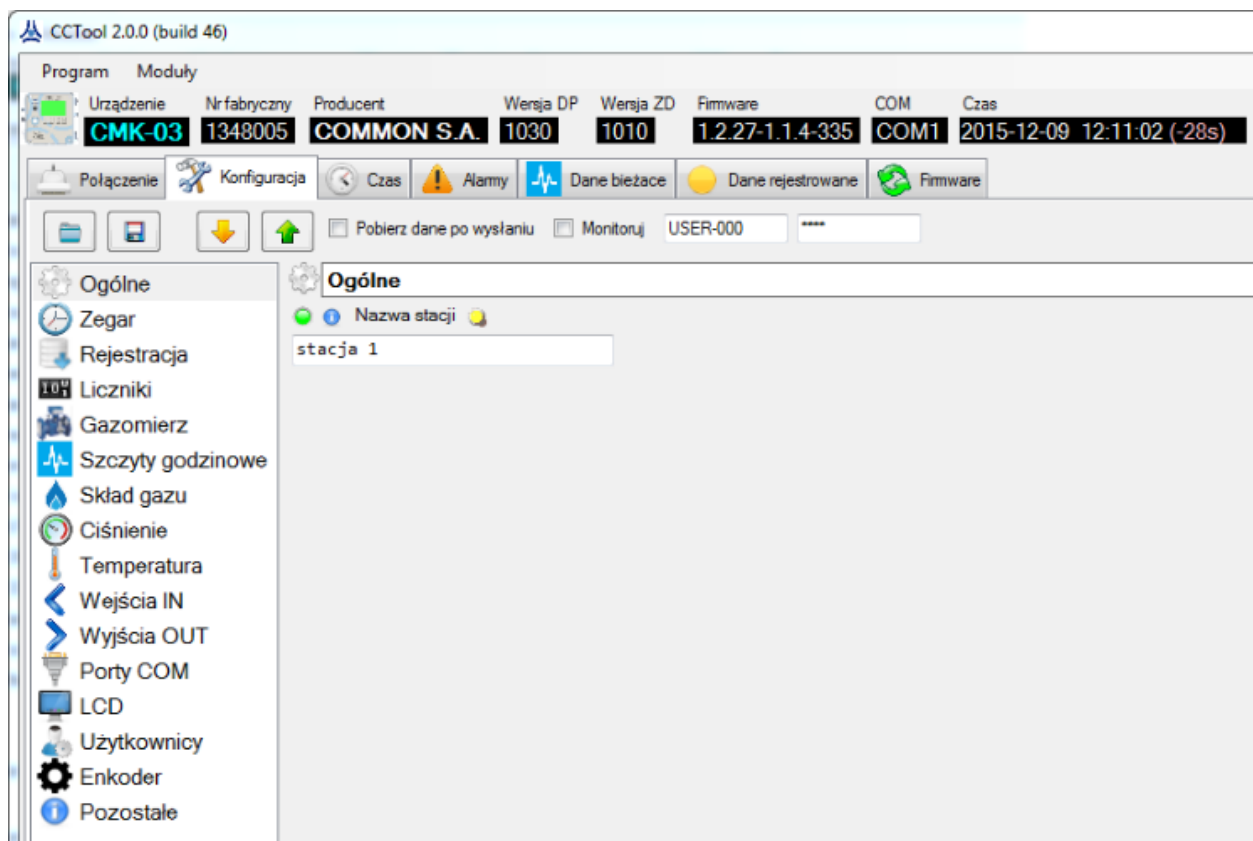 CCTool 2.0.0 (build 46)
Program Moduły
Urządzenie Nr fabryczny Producent Wersja DP Wersja ZD Firmware COM Czas
CMK-03 1348005 COMMON S.A. 1030 1010 1.2.27-1.1.4-335 COM1 2015-12-09 12:11:02 (-28s)
Połączenie Konfiguracja Czas Alarmy Dane bieżace Dane rejestrowane Firmware
Pobierz dane po wysłaniu Monitoruj USER-000 ****
Ogólne
Zegar
Rejestracja
Liczniki
Gazomierz
Szczyty godzinowe
Skład gazu
Ciśnienie
Temperatura
Wejścia IN
Wyjścia OUT
Porty COM
LCD
Użytkownicy
Enkoder
Pozostałe
Ogólne
Nazwa stacji
stacja 1